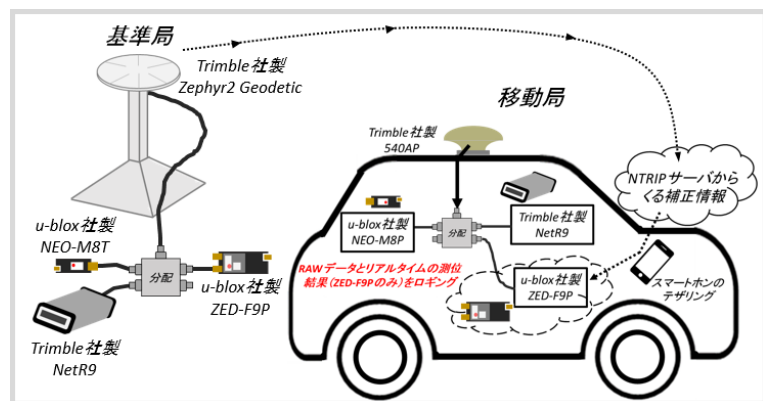 基準局
Trimble社製
Zephyr2 Geodetic
移動局
Trimble社製
540AP
NTRIPサーバから
くる補正情報
u-blox社製
NEO-M8P
分配
Trimble社製
NetR9
u-blox社製
NEO-M8T
分配
u-blox社製
ZED-F9P
RAWデータとリアルタイムの測位
結果(ZED-F9Pのみ)をロギング
u-blox社製
ZED-F9P
スマートホンの
テザリング
Trimble社製
NetR9